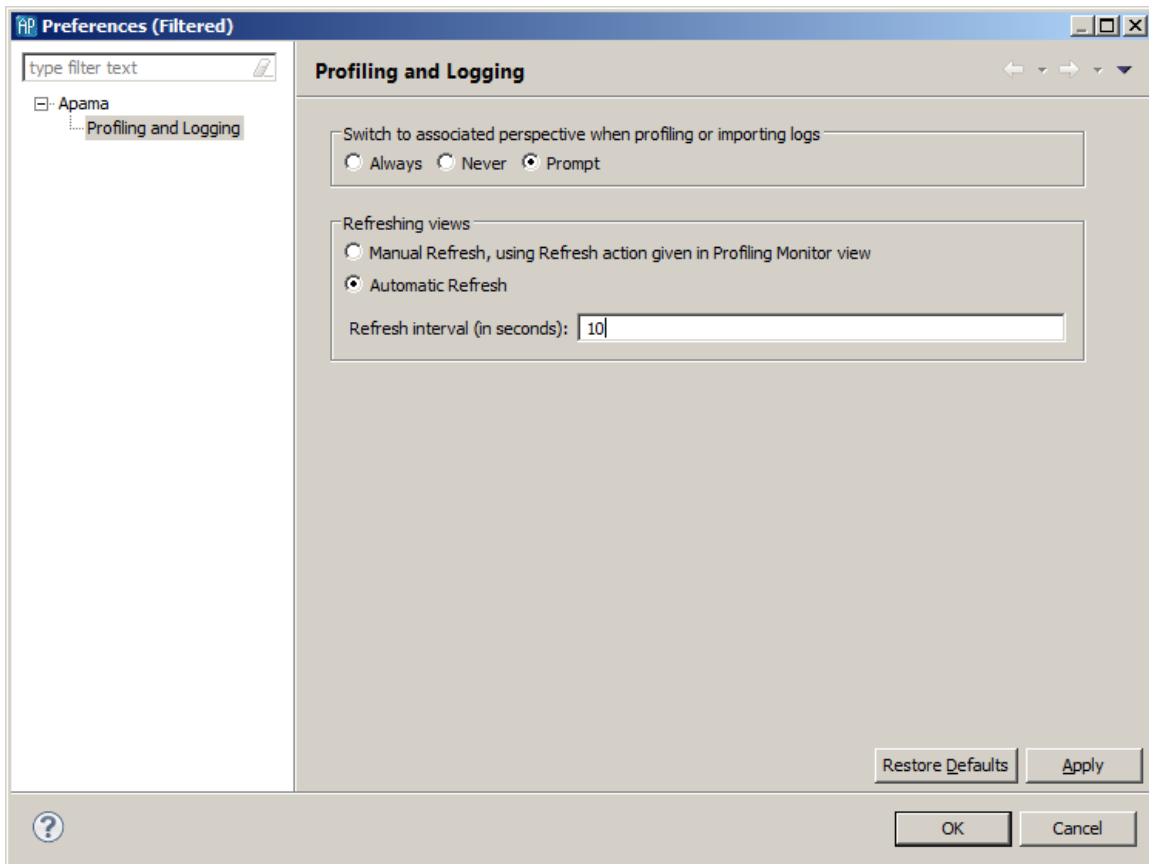 AP Preferences (Filtered)
type filter text
Apama
Profiling and Logging
Profiling and Logging
Switch to associated perspective when profiling or importing logs
Always Never Prompt
Refreshing views
Manual Refresh, using Refresh action given in Profiling Monitor view
Automatic Refresh
Refresh interval (in seconds): 10
Restore Defaults Apply
? OK Cancel